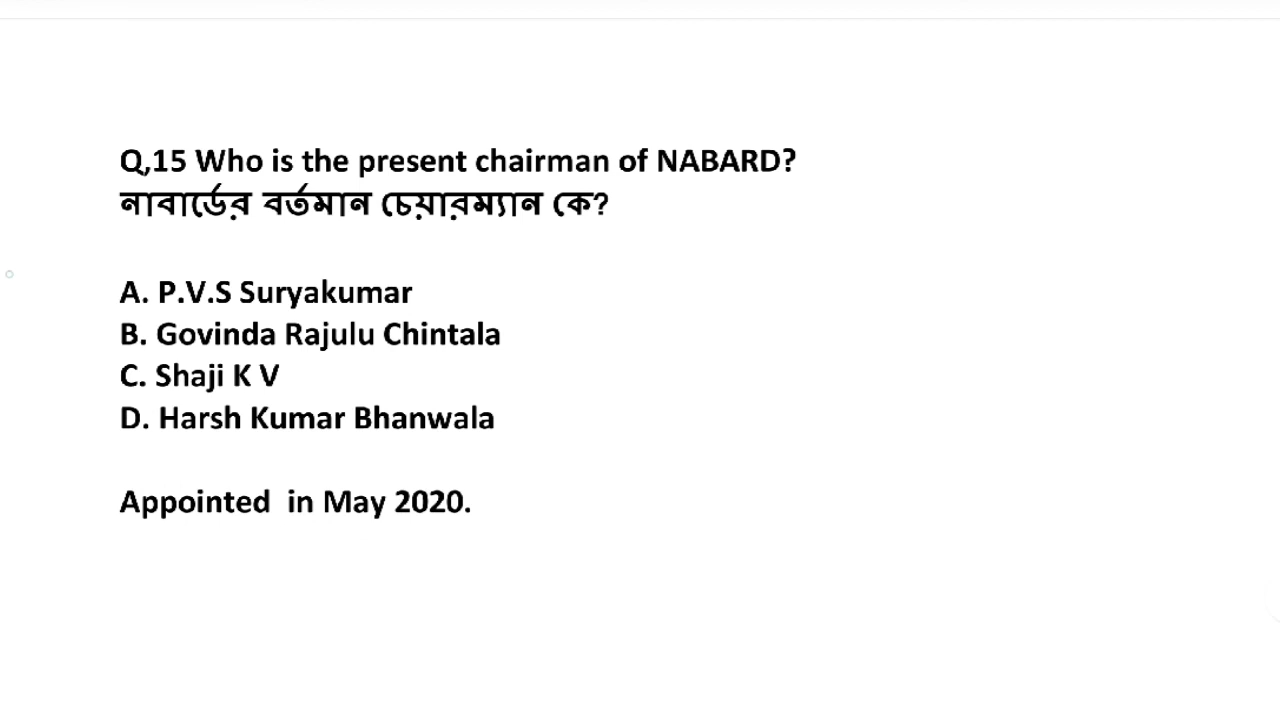 Q,15 Who is the present chairman of NABARD?
নাবার্ডের বর্তমান চেয়ারম্যান কে?
A. P.V.S Suryakumar
B. Govinda Rajulu Chintala
C. Shaji K V
D. Harsh Kumar Bhanwala
Appointed  in May 2020.